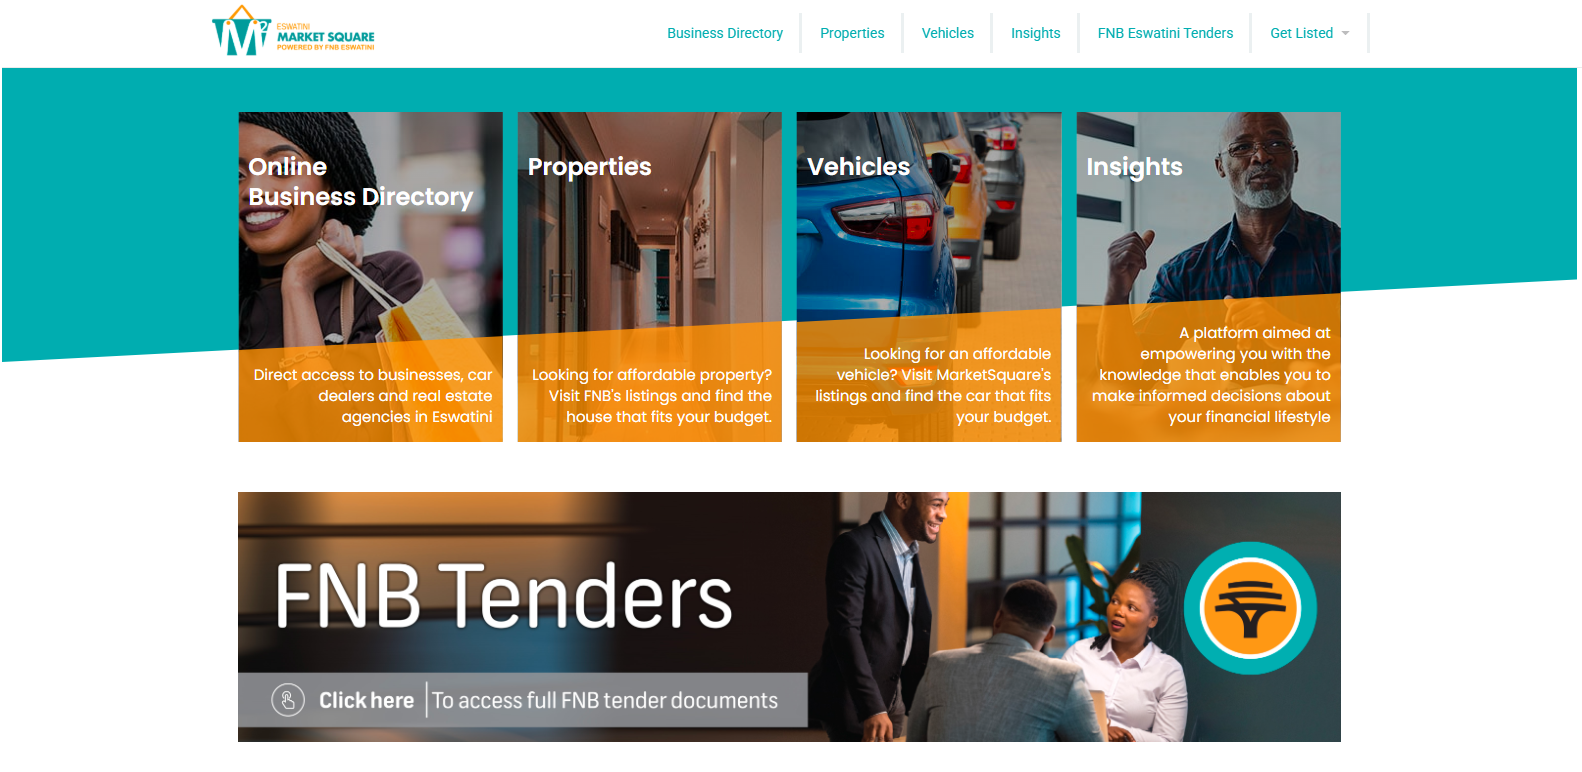 ESWATINI
MARKET SQUARE
POWERED BY FNB ESWATINI
Business Directory
Properties
Vehicles
Insights
FNB Eswatini Tenders
Get Listed
Online
Business Directory
Direct access to businesses, car
dealers and real estate
agencies in Eswatini
Properties
Looking for affordable property?
Visit FNB's listings and find the
house that fits your budget.
Vehicles
Looking for an affordable
vehicle? Visit MarketSquare's
listings and find the car that fits
your budget.
Insights
A platform aimed at
empowering you with the
knowledge that enables you to
make informed decisions about
your financial lifestyle
FNB Tenders
Click here | To access full FNB tender documents